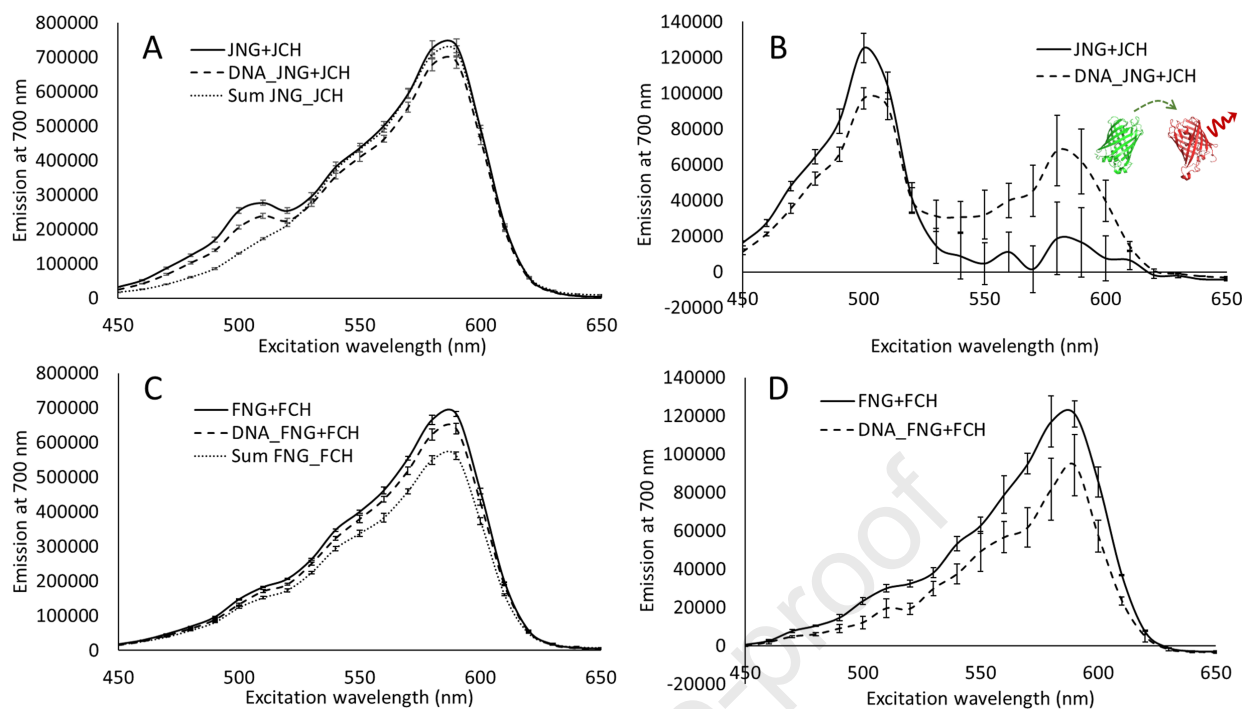 A
JNG+JCH
DNA_JNG+JCH
Sum JNG_JCH
Emission at 700 nm
800000
700000
600000
500000
400000
300000
200000
100000
0
450 500 550 600 650
Excitation wavelength (nm)
B
JNG+JCH
DNA_JNG+JCH
Emission at 700 nm
140000
120000
100000
80000
60000
40000
20000
0
-20000
450 500 550 600 650
Excitation wavelength (nm)
C
FNG+FCH
DNA_FNG+FCH
Sum FNG_FCH
Emission at 700 nm
800000
700000
600000
500000
400000
300000
200000
100000
0
450 500 550 600 650
Excitation wavelength (nm)
D
FNG+FCH
DNA_FNG+FCH
Emission at 700 nm
140000
120000
100000
80000
60000
40000
20000
0
-20000
450 500 550 600 650
Excitation wavelength (nm)
-proof